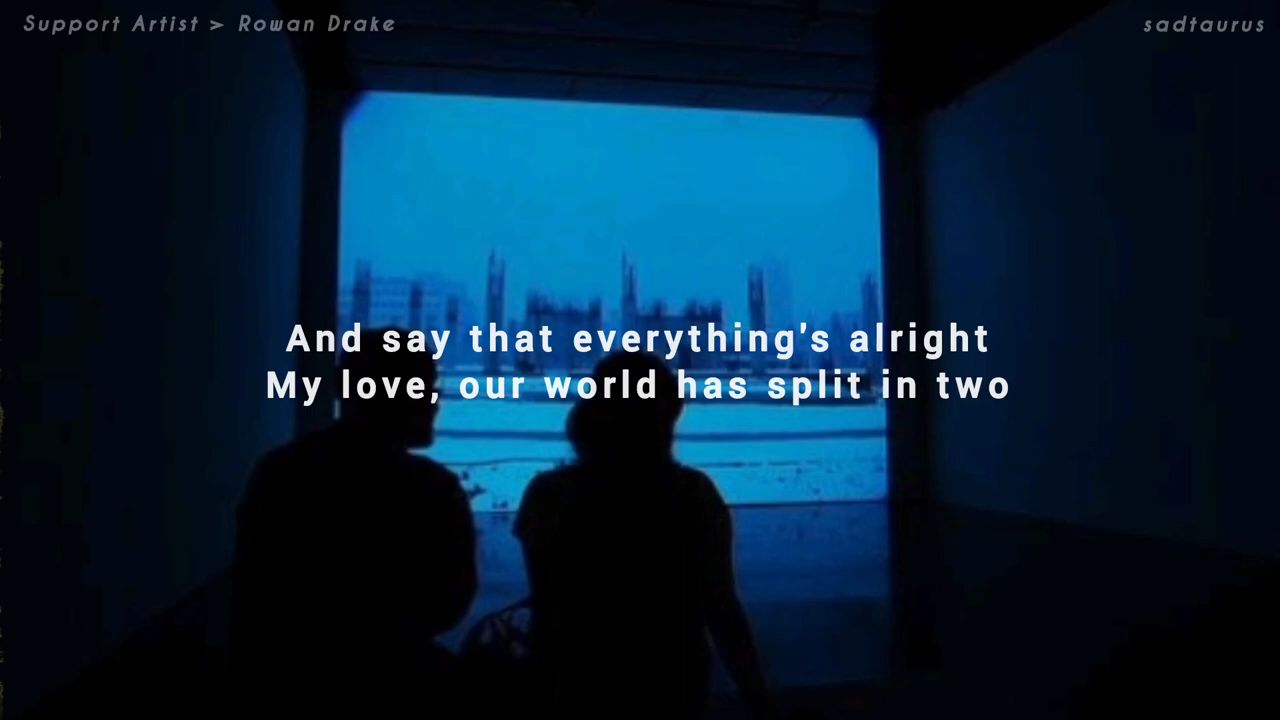 Support Artist > Rowan Drake
sadtaurus
And say that everything's alright
My love, our world has split in two